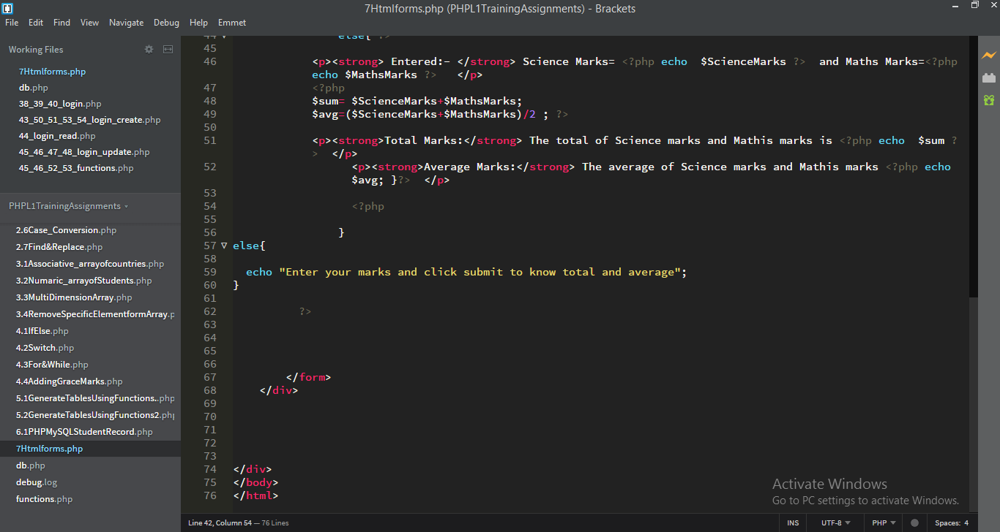 7Htmlforms.php (PHPL1TrainingAssignments) - Brackets
File Edit Find View Navigate Debug Help Emmet
Working Files
7Htmlforms.php
db.php
38_39_40_login.php
43_50_51_53_54_login_create.php
44_login_read.php
45_46_47_48_login_update.php
45_46_52_53_functions.php
PHPL1TrainingAssignments
2.6Case_Conversion.php
2.7Find&Replace.php
3.1Associative_arrayofcountries.php
3.2Numaric_arrayofStudents.php
3.3MultiDimensionArray.php
3.4RemoveSpecificElementformArray.p
4.1IfElse.php
4.2Switch.php
4.3For&While.php
4.4AddingGraceMarks.php
5.1GenerateTablesUsingFunctions..php
5.2GenerateTablesUsingFunctions2.php
6.1PHPMySQLStudentRecord.php
7Htmlforms.php
db.php
debug.log
functions.php
44 else{ ?>
45
46 <p><strong> Entered:- </strong> Science Marks= <?php echo  $ScienceMarks ?>  and Maths Marks=<?php
echo $MathsMarks ?>   </p>
47 <?php
48 $sum= $ScienceMarks+$MathsMarks;
49 $avg=($ScienceMarks+$MathsMarks)/2 ; ?>
50
51 <p><strong>Total Marks:</strong> The total of Science marks and Mathis marks is <?php echo  $sum ?
>  </p>
52 <p><strong>Average Marks:</strong> The average of Science marks and Mathis marks <?php echo
$avg; }?>  </p>
53
54 <?php
55
56 }
57 else{
58
59 echo "Enter your marks and click submit to know total and average";
60 }
61
62 ?>
63
64
65
66
67 </form>
68 </div>
69
70
71
72
73
74 </div>
75 </body>
76 </html>
Activate Windows
Go to PC settings to activate Windows.
Line 42, Column 54 — 76 Lines
INS UTF-8 PHP Spaces: 4